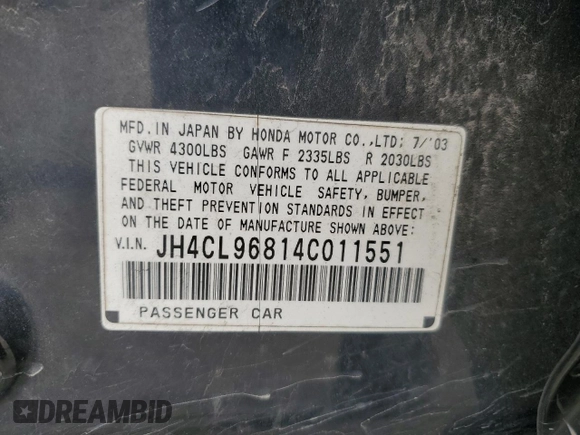 MFD. IN JAPAN BY HONDA MOTOR CO., LTD; 7/'03
GVWR 4300LBS GAWR F 2335LBS R 2030LBS
THIS VEHICLE CONFORMS TO ALL APPLICABLE
FEDERAL MOTOR VEHICLE SAFETY, BUMPER,
AND THEFT PREVENTION STANDARDS IN EFFECT
ON THE DATE OF MANUFACTURE SHOWN ABOVE:
V.I.N. JH4CL96814C011551
PASSENGER CAR
DREAMBID